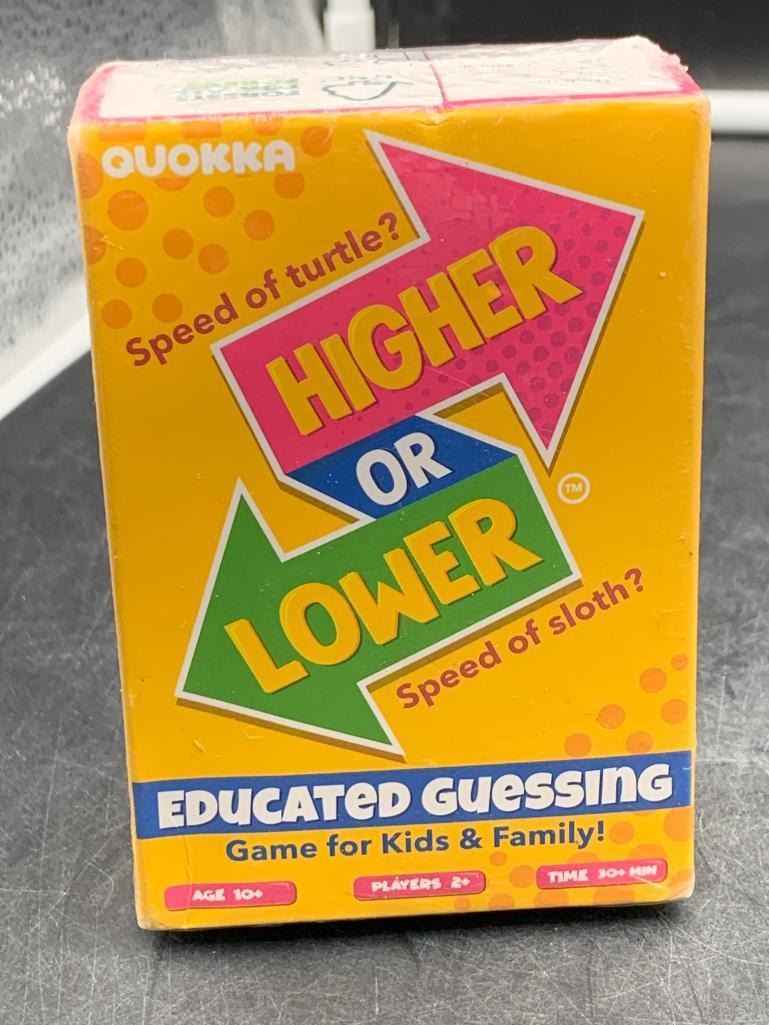 QUOKKA
Speed of turtle?
HIGHER
OR
LOWER
TM
Speed of sloth?
EDUCATED GUESSING
Game for Kids & Family!
AGE 10+
PLAYERS 2+
TIME 30+ MIN